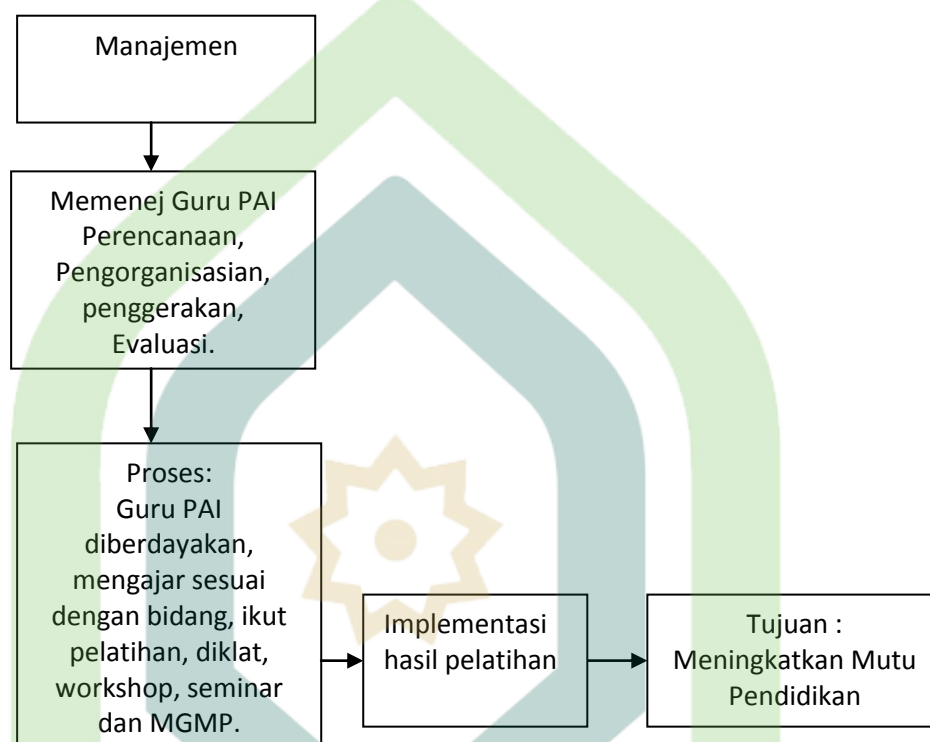 Manajemen
Memenej Guru PAI
Perencanaan,
Pengorganisasian,
penggerakan,
Evaluasi.
Proses:
Guru PAI
diberdayakan,
mengajar sesuai
dengan bidang, ikut
pelatihan, diklat,
workshop, seminar
dan MGMP.
Implementasi
hasil pelatihan
Tujuan :
Meningkatkan Mutu
Pendidikan